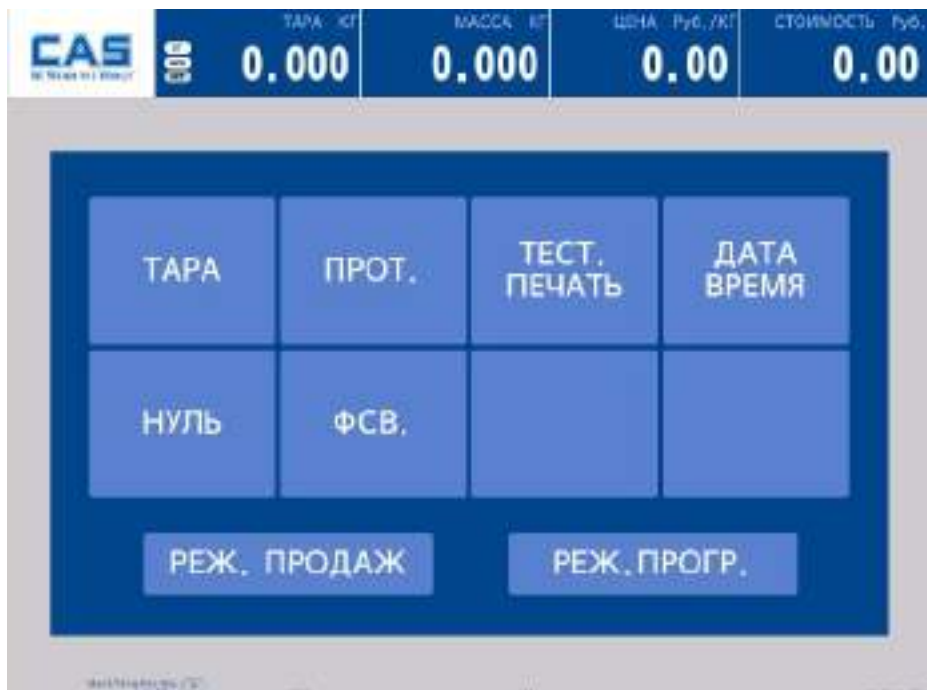 CAS
ТАРА КГ МАССА КГ ЦЕНА Руб./КГ СТОИМОСТЬ Руб.
0.000 0.000 0.00 0.00
ТАРА ПРОТ. ТЕСТ. ПЕЧАТЬ ДАТА ВРЕМЯ
НУЛЬ ФСВ.
РЕЖ. ПРОДАЖ РЕЖ.ПРОГР.